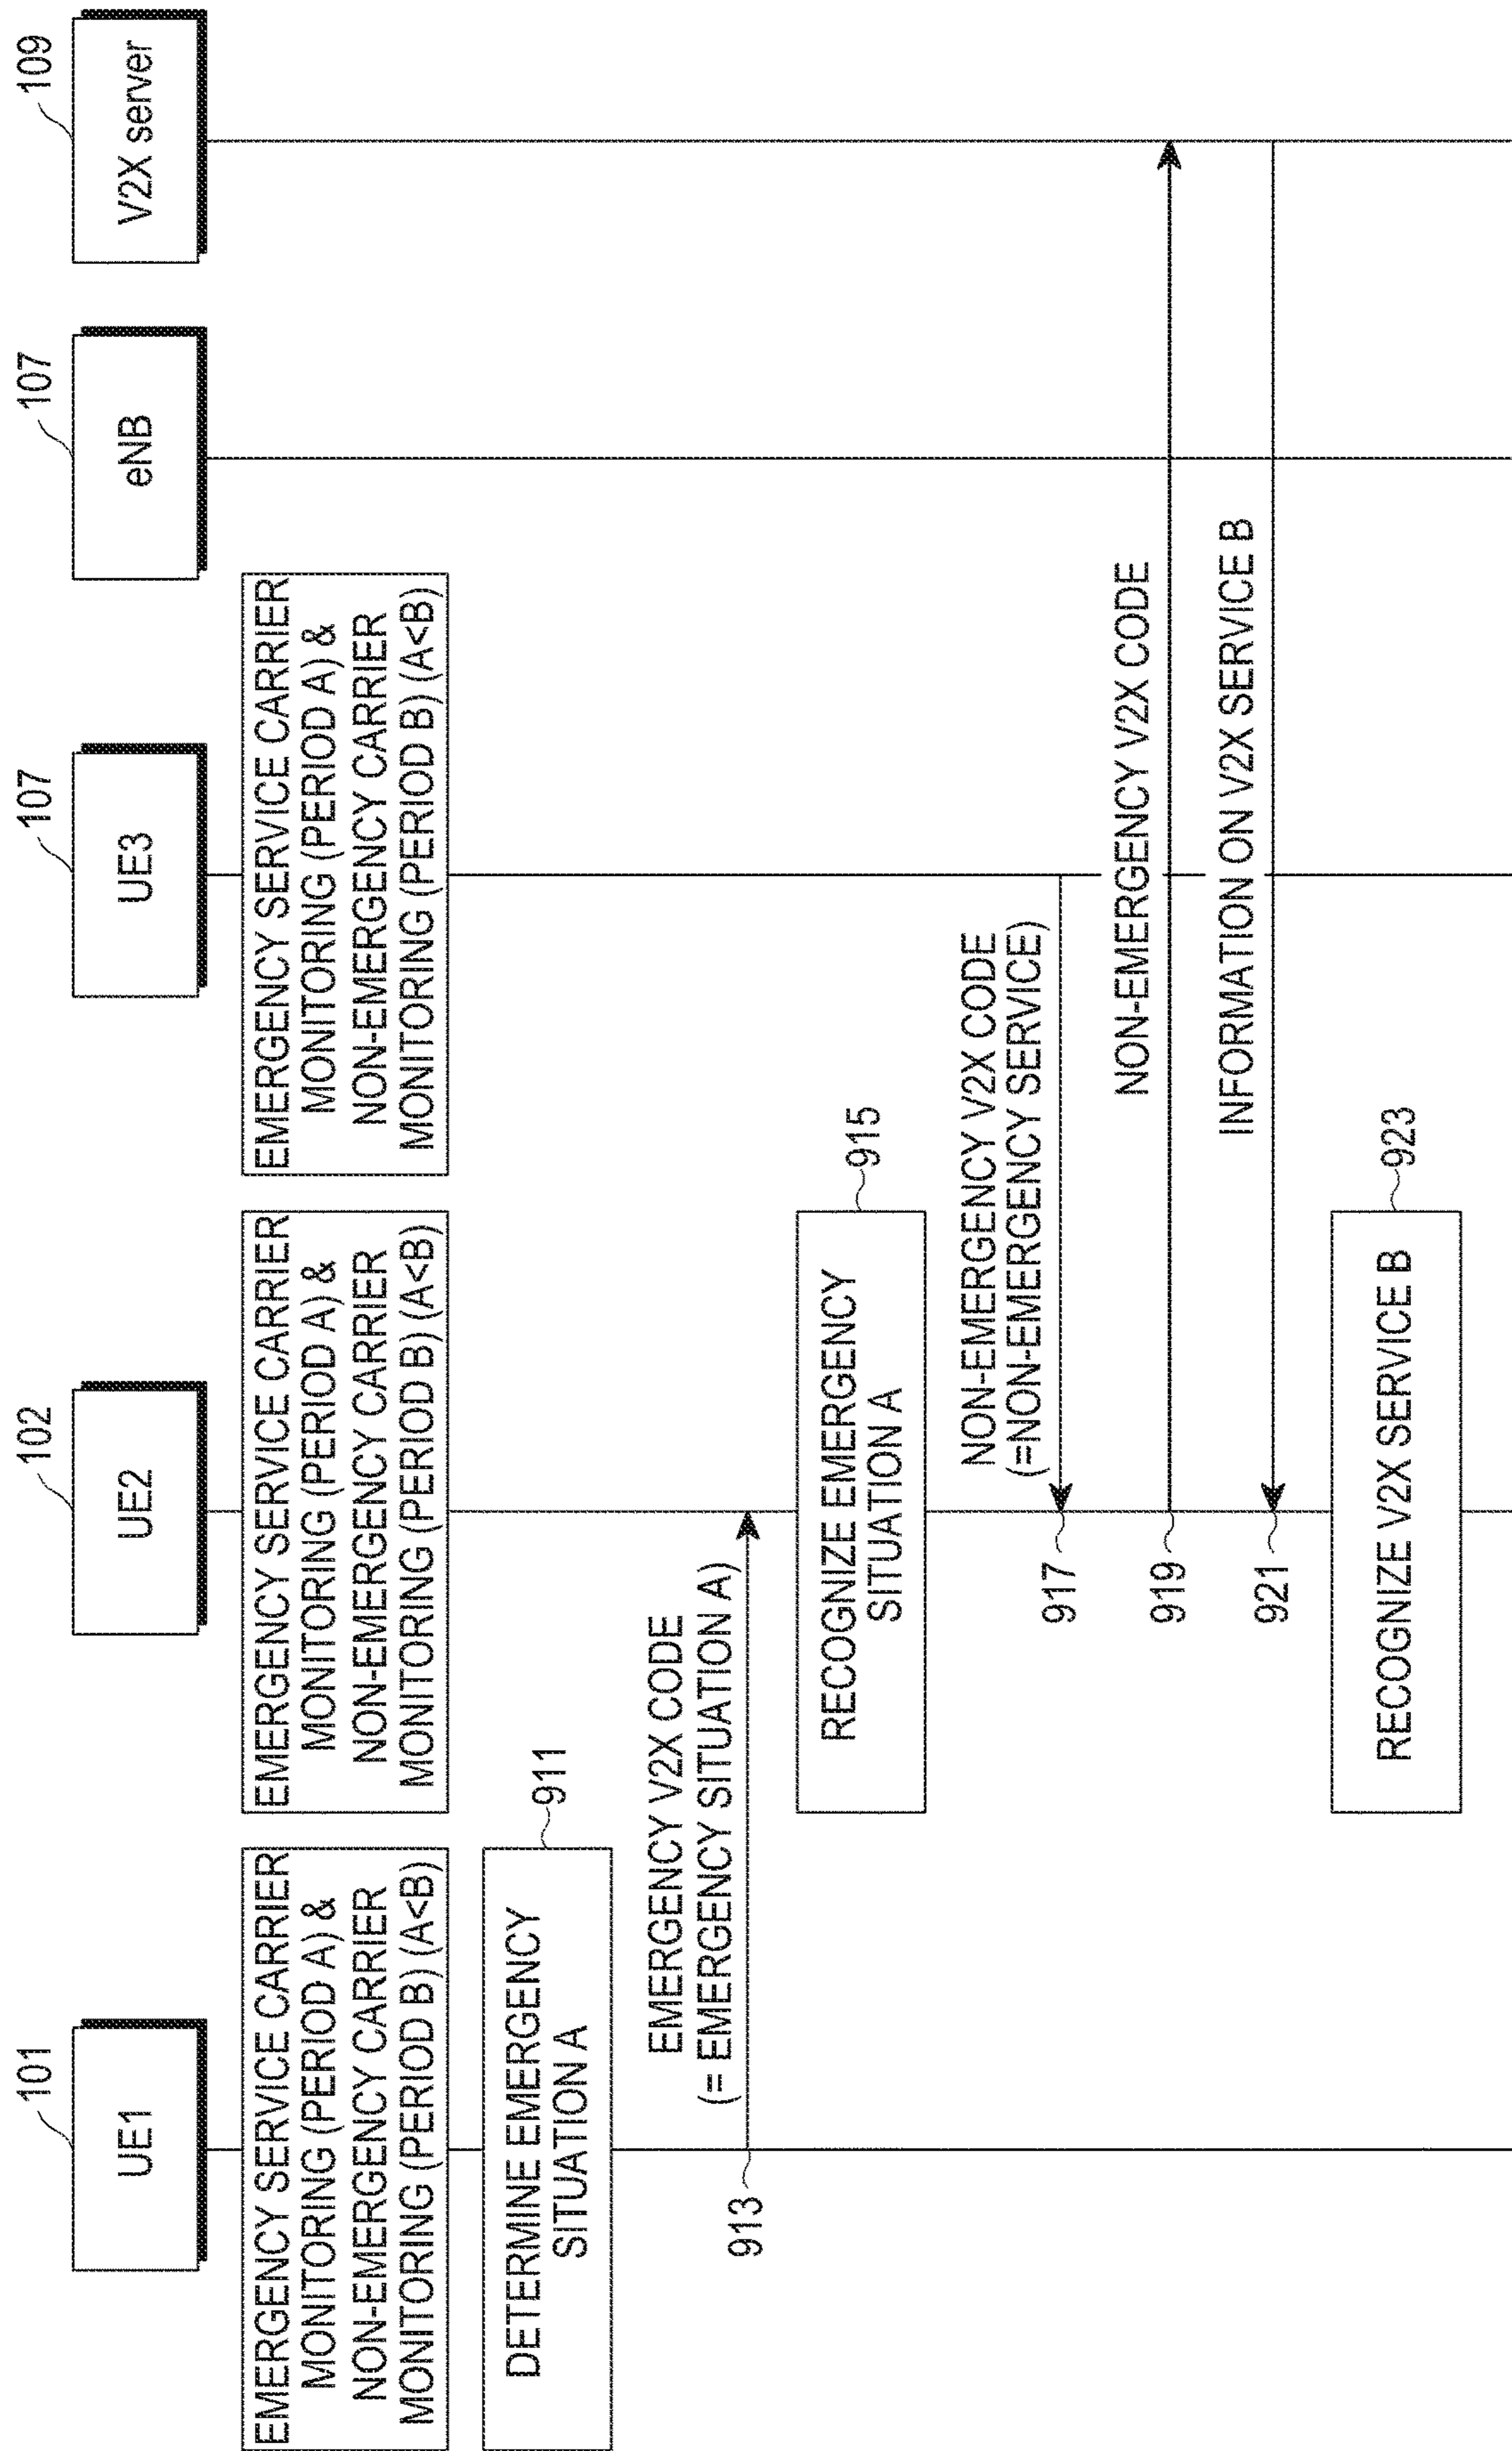 101
102
107
107
109
UE1
UE2
UE3
eNB
V2X server
EMERGENCY SERVICE CARRIER
MONITORING (PERIOD A) &
NON-EMERGENCY CARRIER
MONITORING (PERIOD B) (A<B)
EMERGENCY SERVICE CARRIER
MONITORING (PERIOD A) &
NON-EMERGENCY CARRIER
MONITORING (PERIOD B) (A<B)
EMERGENCY SERVICE CARRIER
MONITORING (PERIOD A) &
NON-EMERGENCY CARRIER
MONITORING (PERIOD B) (A<B)
DETERMINE EMERGENCY
SITUATION A
911
EMERGENCY V2X CODE
(= EMERGENCY SITUATION A)
913
RECOGNIZE EMERGENCY
SITUATION A
915
NON-EMERGENCY V2X CODE
(=NON-EMERGENCY SERVICE)
917
NON-EMERGENCY V2X CODE
919
INFORMATION ON V2X SERVICE B
921
RECOGNIZE V2X SERVICE B
923